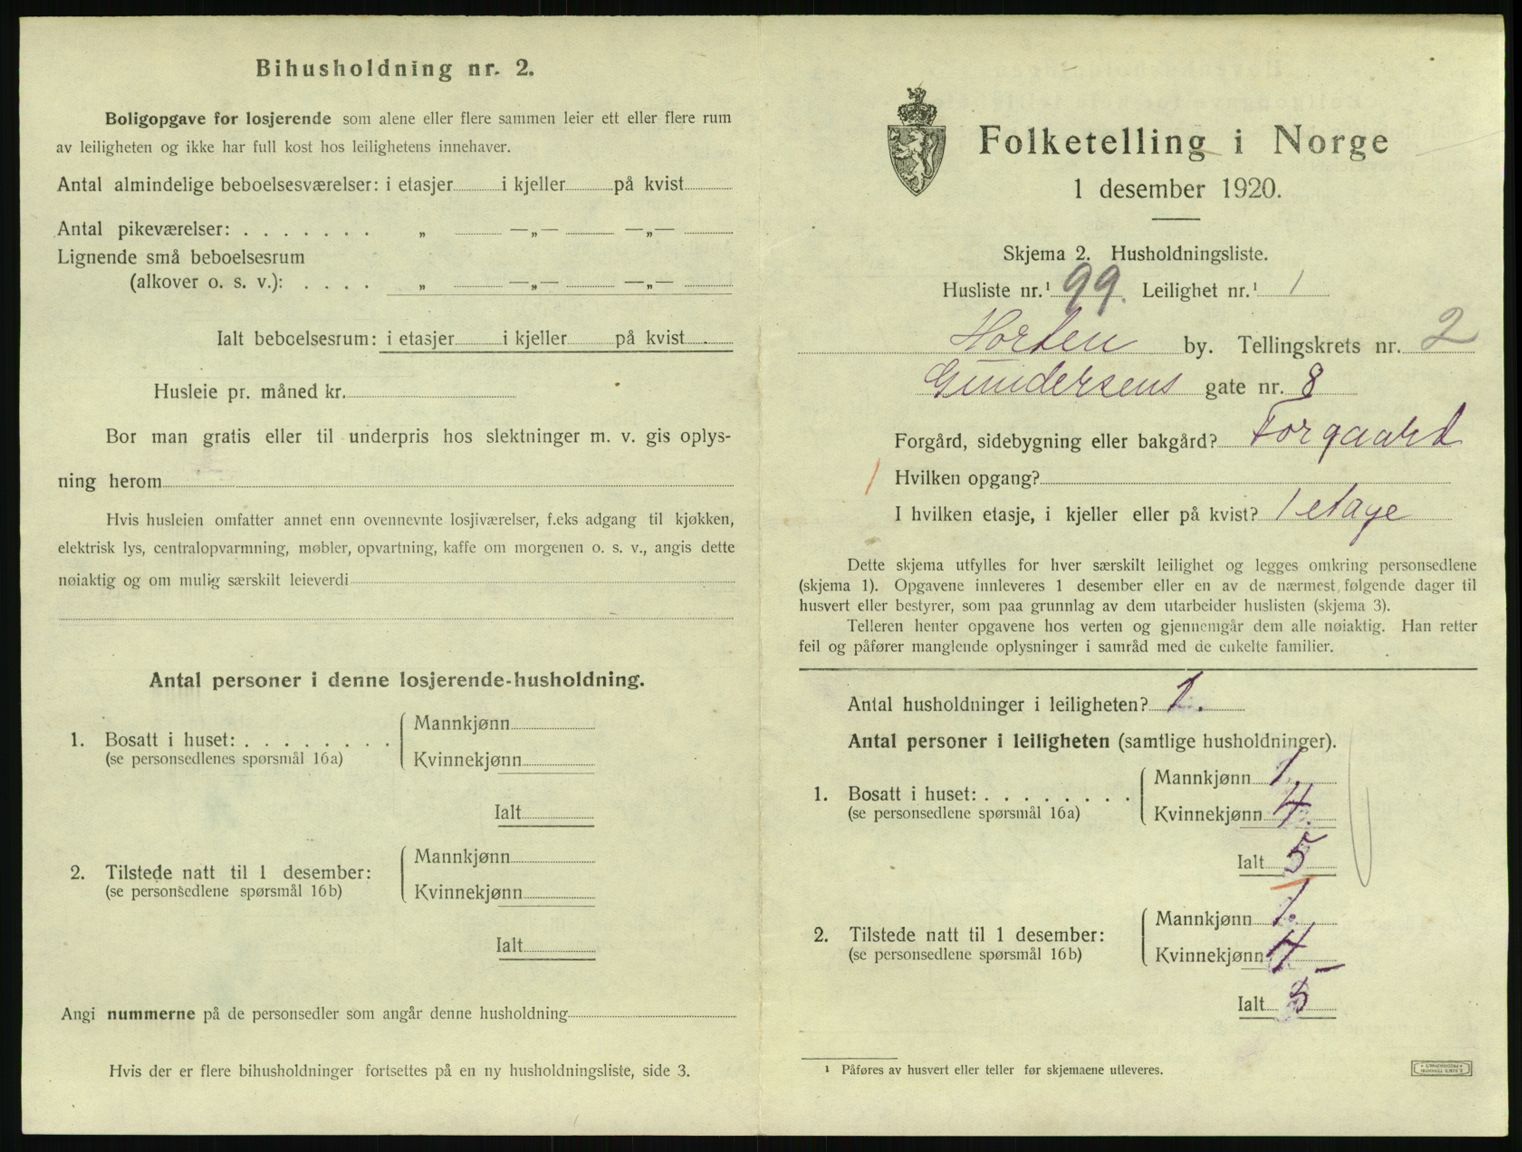 Bihusholdning nr. 2.
Boligopgave for losjerende som alene eller flere sammen leier ett eller flere rum
av leiligheten og ikke har full kost hos leilighetens innehaver.
Antal almindelige beboelsesværelser: i etasjer i kjeller på kvist
Antal pikeværelser: . . . . . . . „ —„— —„—
Lignende små beboelsesrum
(alkover o. s. v.): . . . . „ —„— —„—
Ialt beboelsesrum: i etasjer i kjeller på kvist
Husleie pr. måned kr.
Bor man gratis eller til underpris hos slektninger m. v. gis oplys-
ning herom
Hvis husleien omfatter annet enn ovennevnte losjiværelser, f.eks adgang til kjøkken,
elektrisk lys, centralopvarmning, møbler, opvartning, kaffe om morgenen o. s. v., angis dette
nøiaktig og om mulig særskilt leieverdi
Antal personer i denne losjerende-husholdning.
1. Bosatt i huset: . . . . . . . .
(se personsedlenes spørsmål 16a)
Mannkjønn
Kvinnekjønn
Ialt
2. Tilstede natt til 1 desember:
(se personsedlene spørsmål 16b)
Mannkjønn
Kvinnekjønn
Ialt
Angi nummerne på de personsedler som angår denne husholdning
Hvis der er flere bihusholdninger fortsettes på en ny husholdningsliste, side 3.
Folketelling i Norge
1 desember 1920.
Skjema 2. Husholdningsliste.
Husliste nr.¹ 99. Leilighet nr.¹ 1
Horten by. Tellingskrets nr. 2
Gundersens gate nr. 8
Forgård, sidebygning eller bakgård? Forgaard
/ Hvilken opgang?
I hvilken etasje, i kjeller eller på kvist? 1 etage
Dette skjema utfylles for hver særskilt leilighet og legges omkring personsedlene
(skjema 1). Opgavene innleveres 1 desember eller en av de nærmest følgende dager til
husvert eller bestyrer, som paa grunnlag av dem utarbeider huslisten (skjema 3).
Telleren henter opgavene hos verten og gjennemgår dem alle nøiaktig. Han retter
feil og påfører manglende oplysninger i samråd med de enkelte familier.
Antal husholdninger i leiligheten? 1.
Antal personer i leiligheten (samtlige husholdninger).
1. Bosatt i huset: . . . . . . . .
(se personsedlene spørsmål 16a)
Mannkjønn 1.
Kvinnekjønn 4.
Ialt 5
2. Tilstede natt til 1 desember:
(se personsedlene spørsmål 16b)
Mannkjønn 1.
Kvinnekjønn 4 –
Ialt 5
¹ Påføres av husvert eller teller før skjemaene utleveres.